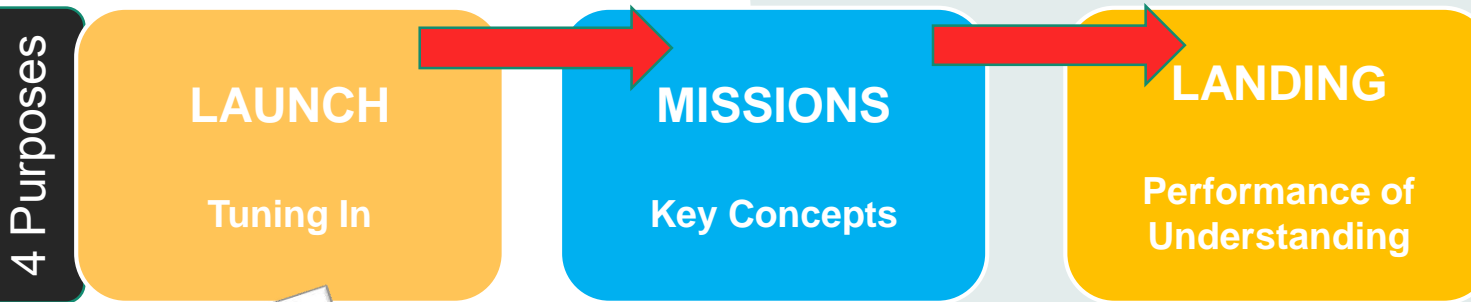 4 Purposes
LAUNCH
Tuning In
MISSIONS
Key Concepts
LANDING
Performance of
Understanding